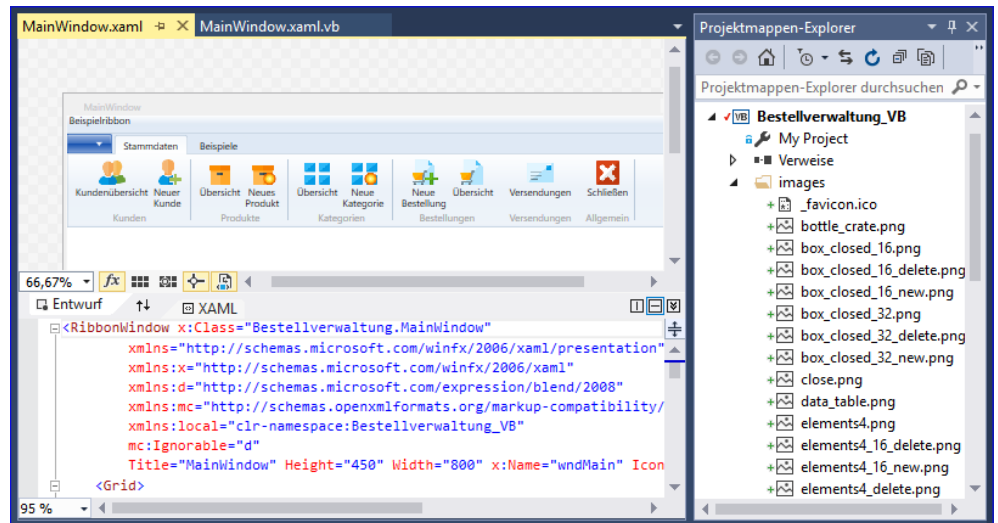 MainWindow.xaml
MainWindow.xaml.vb
MainWindow
Beispielribbon
Stammdaten Beispiele
Kundenübersicht Neuer Kunde
Übersicht Neues Produkt
Übersicht Neue Kategorie
Neue Bestellung Übersicht
Versendungen
Schließen
Kunden Produkte Kategorien Bestellungen Versendungen Allgemein
66,67% fx
Entwurf XAML
<RibbonWindow x:Class="Bestellverwaltung.MainWindow"
xmlns="http://schemas.microsoft.com/winfx/2006/xaml/presentation"
xmlns:x="http://schemas.microsoft.com/winfx/2006/xaml"
xmlns:d="http://schemas.microsoft.com/expression/blend/2008"
xmlns:mc="http://schemas.openxmlformats.org/markup-compatibility/
xmlns:local="clr-namespace:Bestellverwaltung_VB"
mc:Ignorable="d"
Title="MainWindow" Height="450" Width="800" x:Name="wndMain" Icon
<Grid>
95 %
Projektmappen-Explorer
Projektmappen-Explorer durchsuchen
VB Bestellverwaltung_VB
My Project
Verweise
images
_favicon.ico
bottle_crate.png
box_closed_16.png
box_closed_16_delete.png
box_closed_16_new.png
box_closed_32.png
box_closed_32_delete.png
box_closed_32_new.png
close.png
data_table.png
elements4.png
elements4_16_delete.png
elements4_16_new.png
elements4_delete.png